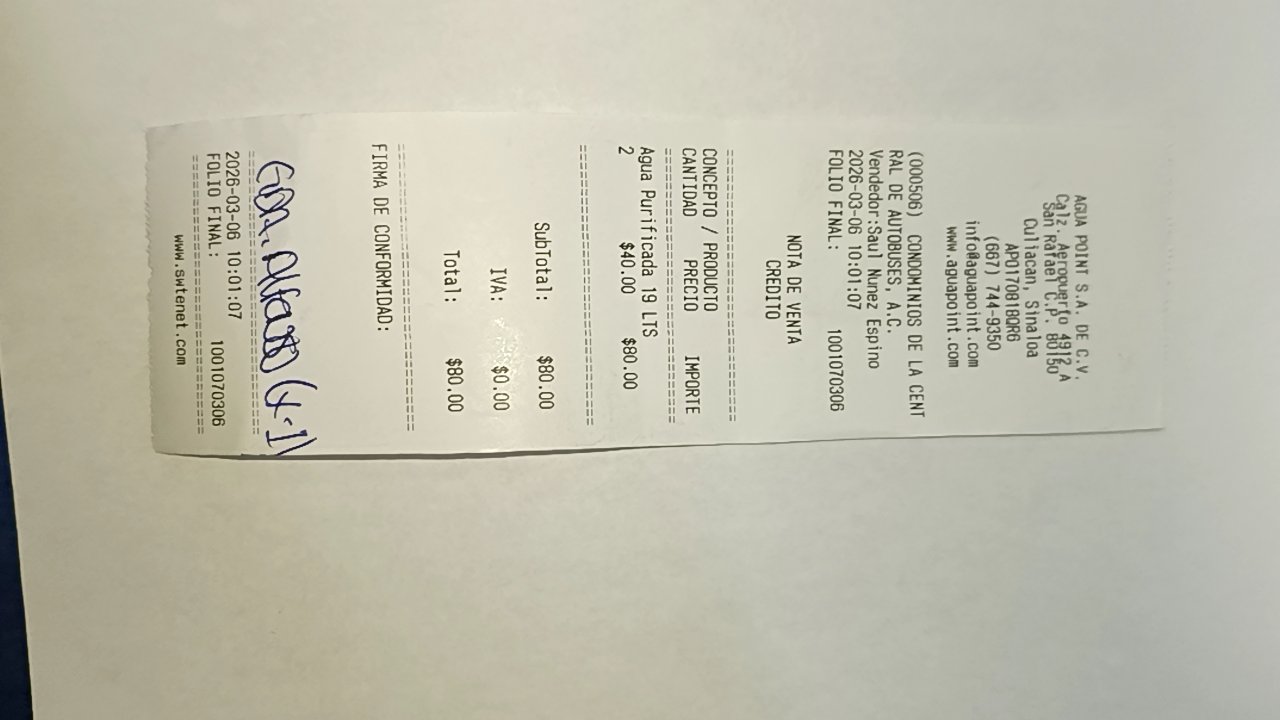 AGUA POINT S.A. DE C.V.
Calz. Aeropuerto 4912 A
San Rafael C.P. 80150
Culiacan, Sinaloa
APO170818QR6
(667) 744-9350
info@aguapoint.com
www.aguapoint.com
(000506) CONDOMINIOS DE LA CENT
RAL DE AUTOBUSES, A.C.
Vendedor:Saul Nunez Espino
2026-03-06 10:01:07
FOLIO FINAL: 1001070306
NOTA DE VENTA
CREDITO
CONCEPTO / PRODUCTO
CANTIDAD PRECIO IMPORTE
Agua Purificada 19 LTS
2 $40.00 $80.00
SubTotal: $80.00
IVA: $0.00
Total: $80.00
FIRMA DE CONFORMIDAD:
2026-03-06 10:01:07
FOLIO FINAL: 1001070306
www.swtenet.com